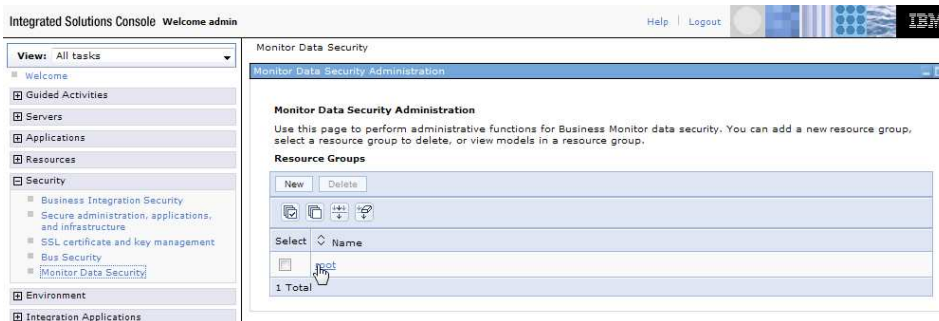 Integrated Solutions Console Welcome admin
Help | Logout
IBM
View: All tasks
Welcome
Guided Activities
Servers
Applications
Resources
Security
Business Integration Security
Secure administration, applications,
and infrastructure
SSL certificate and key management
Bus Security
Monitor Data Security
Environment
Integration Applications
Monitor Data Security
Monitor Data Security Administration
Monitor Data Security Administration
Use this page to perform administrative functions for Business Monitor data security. You can add a new resource group,
select a resource group to delete, or view models in a resource group.
Resource Groups
New Delete
Select Name
root
1 Total